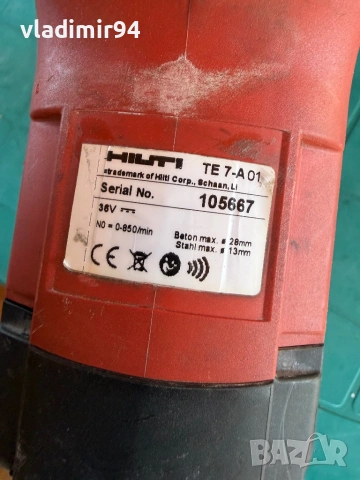 vladimir94
HILTI TE 7-A 01
trademark of Hilti Corp., Schaan, LI
Serial No. 105667
36V
N0 = 0-850/min
Beton max. ø 28mm
Stahl max. ø 13mm
CE
BAZAR